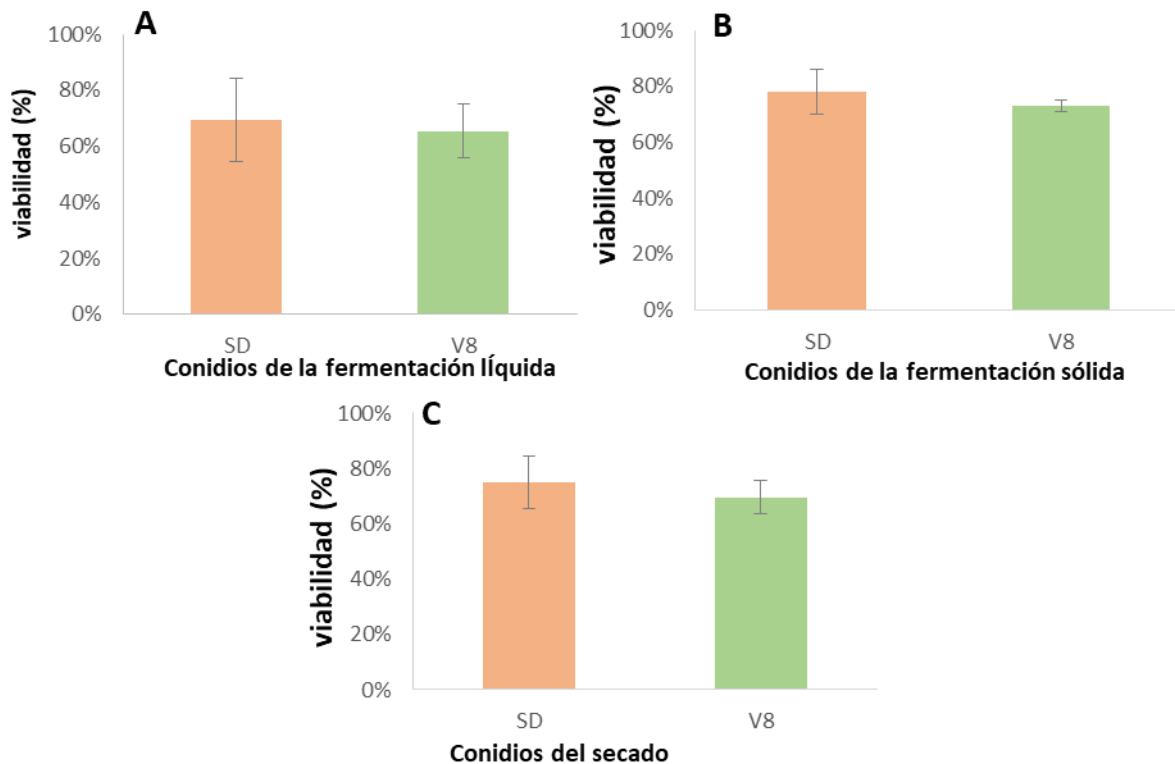 A
viabilidad (%)
100%
80%
60%
40%
20%
0%
SD
V8
Conidios de la fermentación lÍquida
B
viabilidad (%)
100%
80%
60%
40%
20%
0%
SD
V8
Conidios de la fermentación sólida
C
viabilidad (%)
100%
80%
60%
40%
20%
0%
SD
V8
Conidios del secado